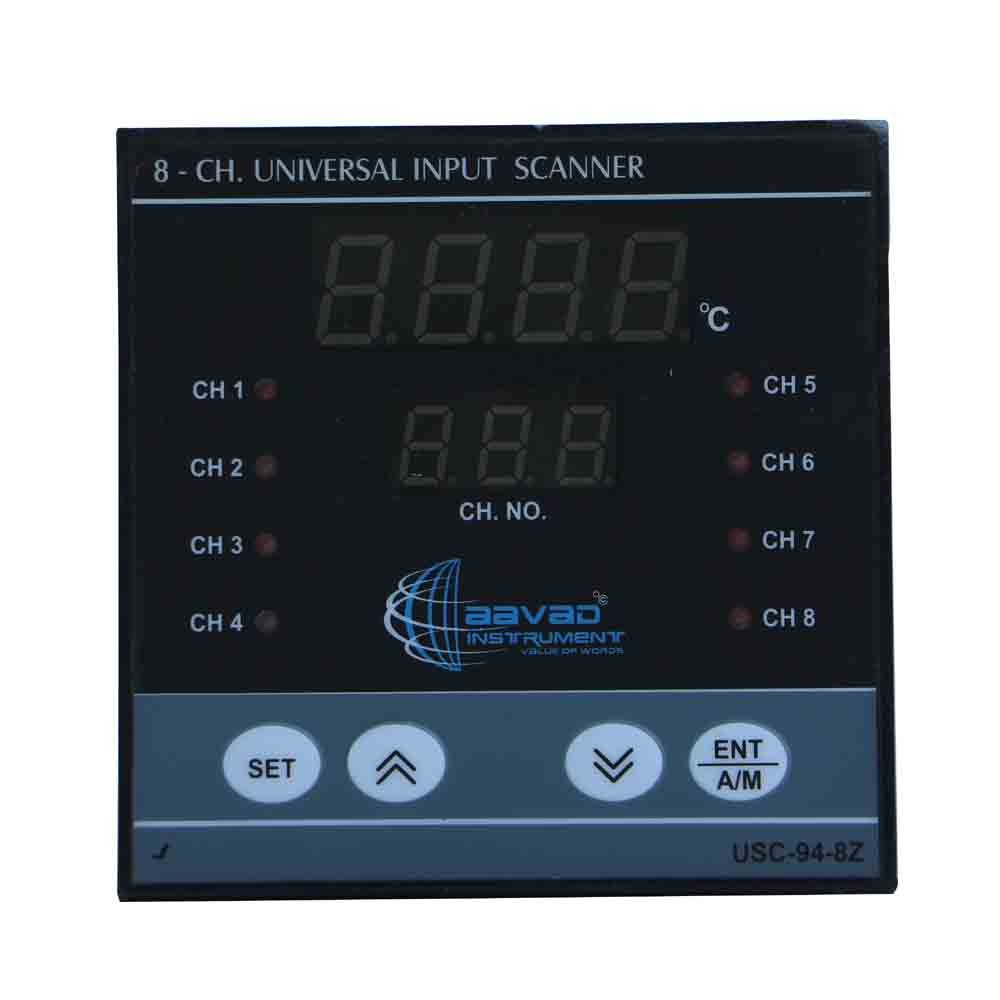 8 - CH. UNIVERSAL INPUT SCANNER
°C
CH 1
CH 5
CH 2
CH 6
CH. NO.
CH 3
CH 7
CH 4
CH 8
aavad
INSTRUMENT
VALUE OF WORDS
SET
ENT
A/M
USC-94-8Z